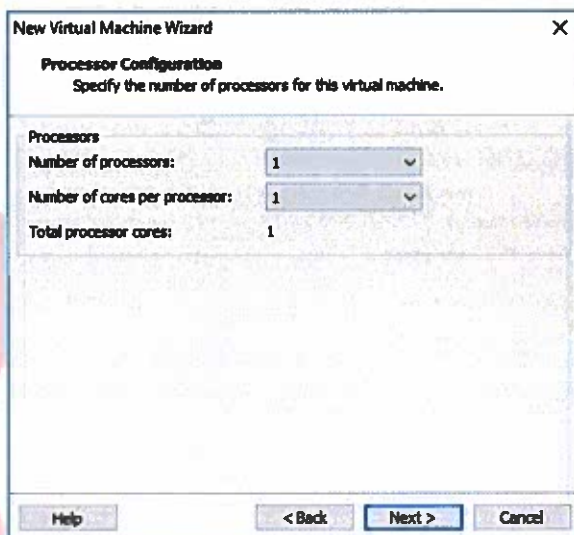 New Virtual Machine Wizard
Processor Configuration
Specify the number of processors for this virtual machine.
Processors
Number of processors: 1
Number of cores per processor: 1
Total processor cores: 1
Help < Back Next > Cancel